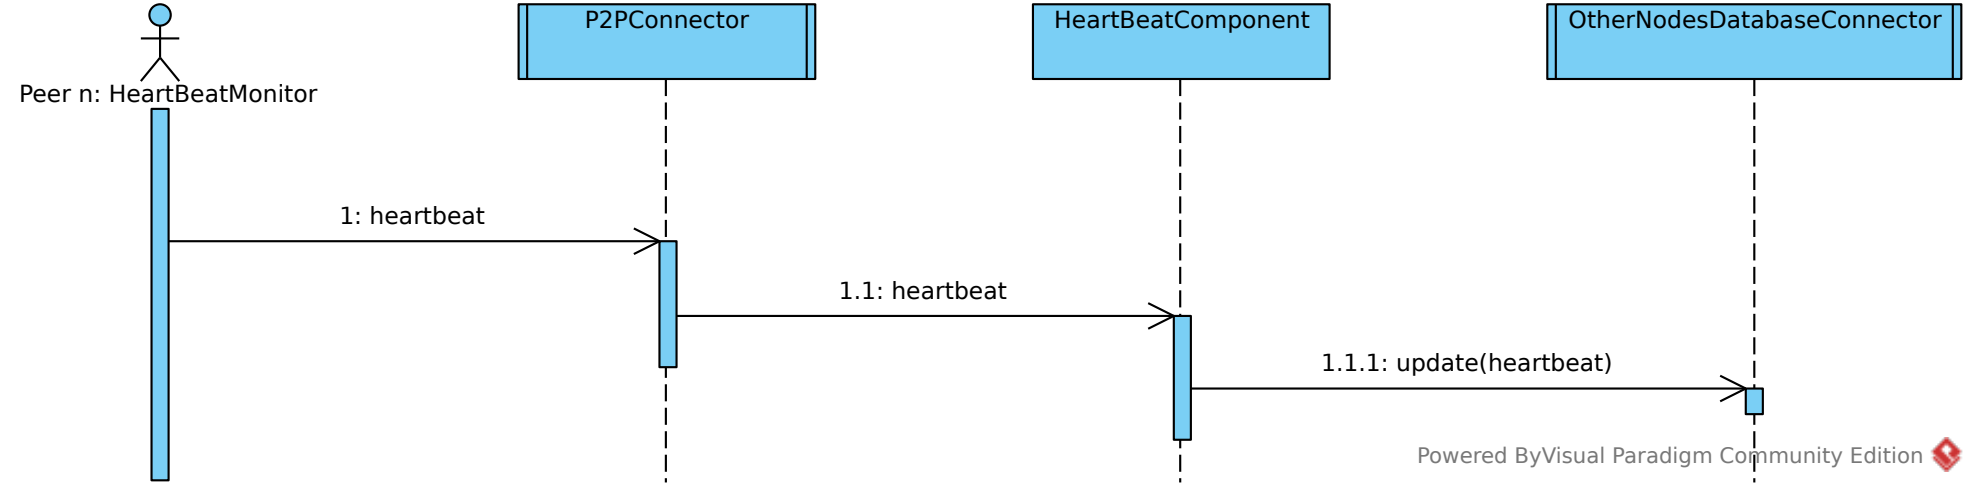 P2PConnector
HeartBeatComponent
OtherNodesDatabaseConnector
Peer n: HeartBeatMonitor
1: heartbeat
1.1: heartbeat
1.1.1: update(heartbeat)
Powered ByVisual Paradigm Community Edition